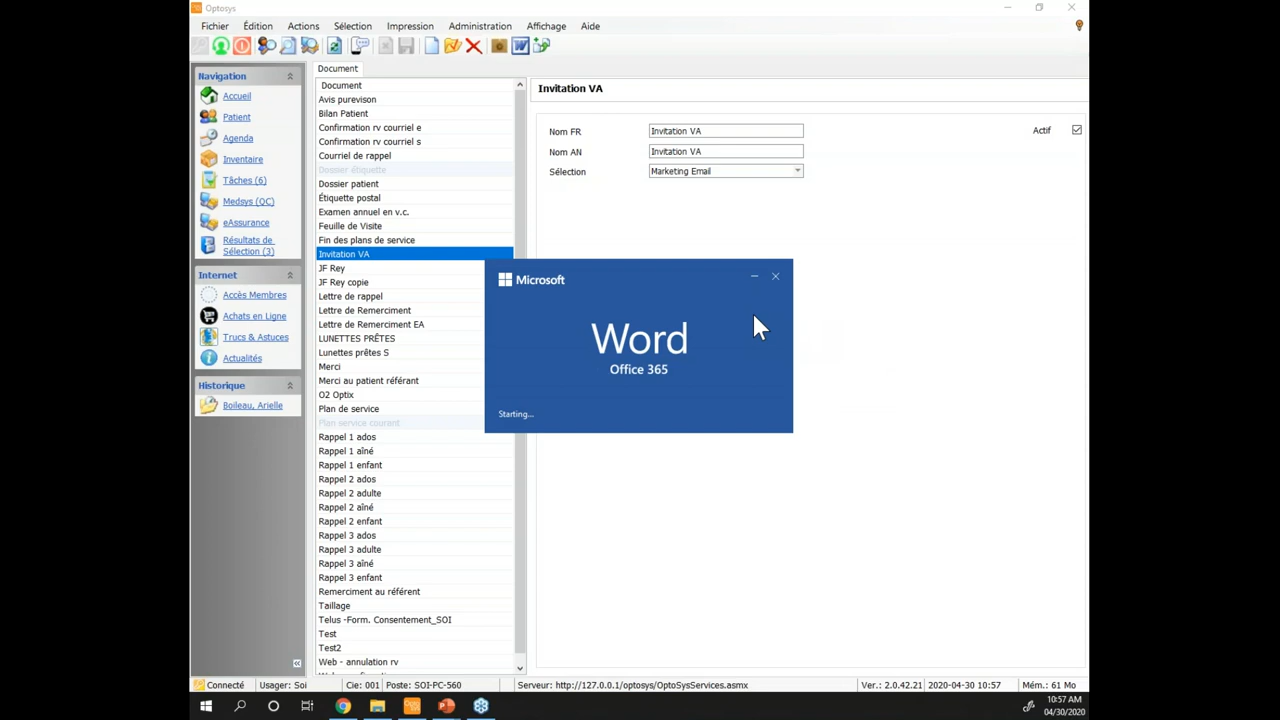 Optosys
Fichier Édition Actions Sélection Impression Administration Affichage Aide
Navigation
Accueil
Patient
Agenda
Inventaire
Tâches (6)
Medsys (QC)
eAssurance
Résultats de
Sélection (3)
Internet
Accès Membres
Achats en Ligne
Trucs & Astuces
Actualités
Historique
Boileau, Arielle
Document
Document
Avis purevison
Bilan Patient
Confirmation rv courriel e
Confirmation rv courriel s
Courriel de rappel
Dossier étiquette
Dossier patient
Étiquette postal
Examen annuel en v.c.
Feuille de Visite
Fin des plans de service
Invitation VA
JF Rey
JF Rey copie
Lettre de rappel
Lettre de Remerciment
Lettre de Remerciment EA
LUNETTES PRÊTES
Lunettes prêtes S
Merci
Merci au patient référant
O2 Optix
Plan de service
Plan service courant
Rappel 1 ados
Rappel 1 aîné
Rappel 1 enfant
Rappel 2 ados
Rappel 2 adulte
Rappel 2 aîné
Rappel 2 enfant
Rappel 3 ados
Rappel 3 adulte
Rappel 3 aîné
Rappel 3 enfant
Remerciment au référent
Taillage
Telus -Form. Consentement_SOI
Test
Test2
Web - annulation rv
Invitation VA
Nom FR Invitation VA Actif
Nom AN Invitation VA
Sélection Marketing Email
Microsoft
Word
Office 365
Starting...
Connecté Usager: Soi Cie: 001 Poste: SOI-PC-560 Serveur: http://127.0.0.1/optosys/OptoSysServices.asmx Ver.: 2.0.42.21 2020-04-30 10:57 Mém.: 61 Mo
10:57 AM
04/30/2020